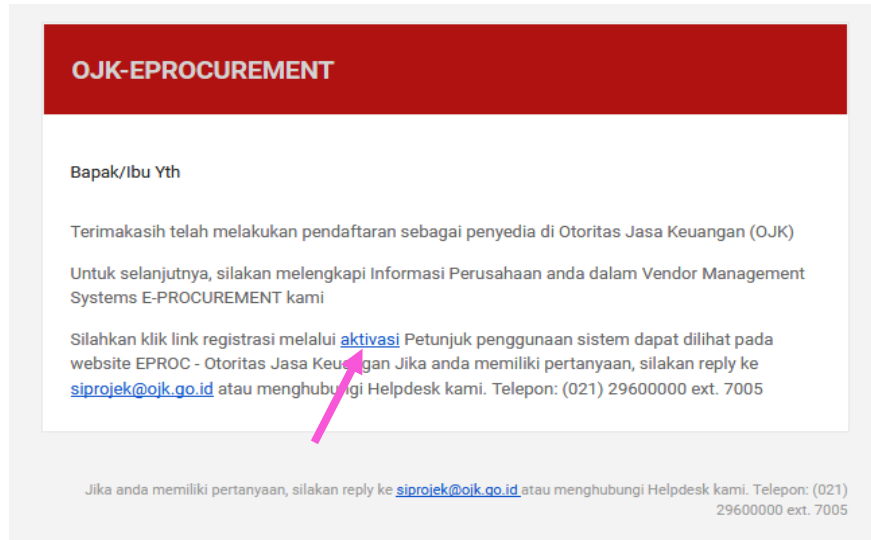 OJK-EPROCUREMENT
Bapak/Ibu Yth
Terimakasih telah melakukan pendaftaran sebagai penyedia di Otoritas Jasa Keuangan (OJK)
Untuk selanjutnya, silakan melengkapi Informasi Perusahaan anda dalam Vendor Management
Systems E-PROCUREMENT kami
Silahkan klik link registrasi melalui aktivasi Petunjuk penggunaan sistem dapat dilihat pada
website EPROC - Otoritas Jasa Keuangan Jika anda memiliki pertanyaan, silakan reply ke
siprojek@ojk.go.id atau menghubungi Helpdesk kami. Telepon: (021) 29600000 ext. 7005
Jika anda memiliki pertanyaan, silakan reply ke siprojek@ojk.go.id atau menghubungi Helpdesk kami. Telepon: (021)
29600000 ext. 7005